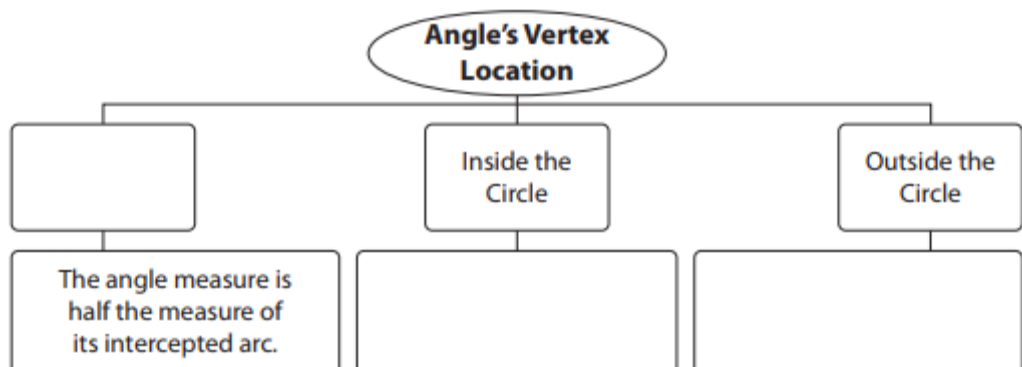 Angle's Vertex
Location
Inside the
Circle
Outside the
Circle
The angle measure is
half the measure of
its intercepted arc.